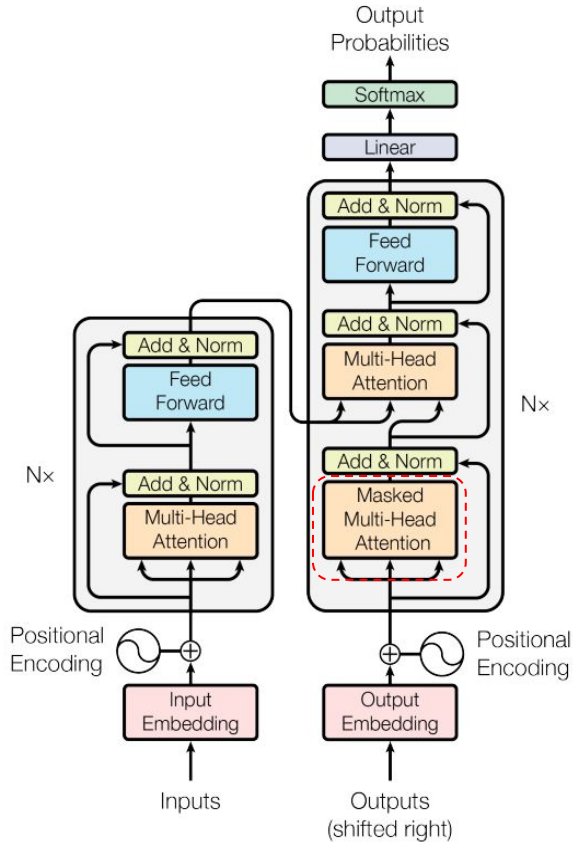 Output
Probabilities
Softmax
Linear
Add & Norm
Feed
Forward
Add & Norm
Multi-Head
Attention
Add & Norm
Masked
Multi-Head
Attention
N×
Add & Norm
Feed
Forward
Add & Norm
Multi-Head
Attention
N×
Positional
Encoding
Positional
Encoding
Input
Embedding
Output
Embedding
Inputs
Outputs
(shifted right)